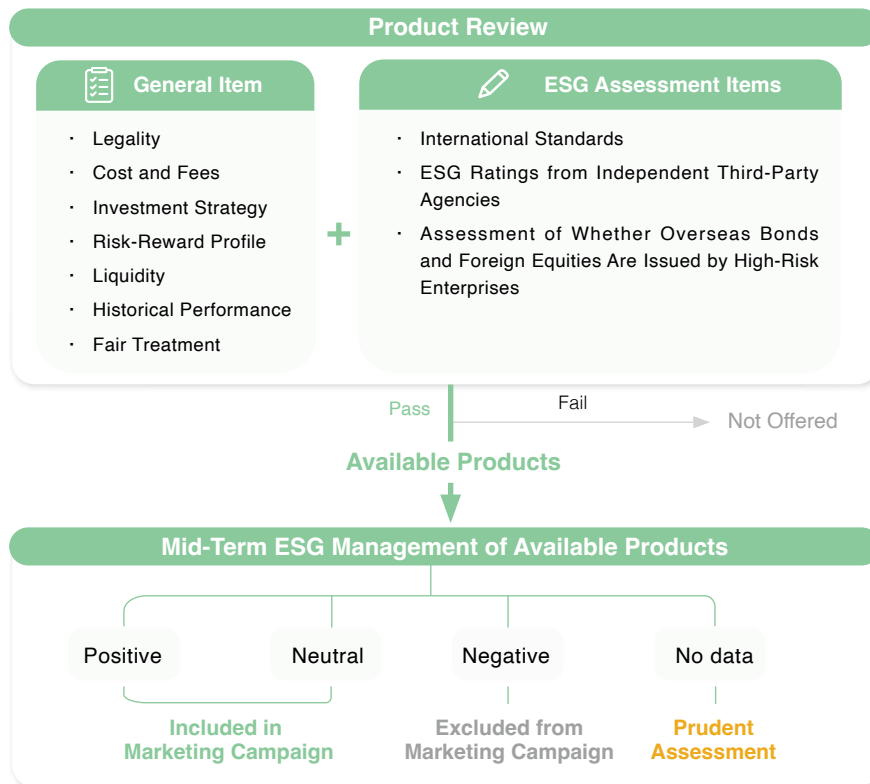 Product Review
General Item
· Legality
· Cost and Fees
· Investment Strategy
· Risk-Reward Profile
· Liquidity
· Historical Performance
· Fair Treatment
+
ESG Assessment Items
· International Standards
· ESG Ratings from Independent Third-Party
Agencies
· Assessment of Whether Overseas Bonds
and Foreign Equities Are Issued by High-Risk
Enterprises
Pass
Fail
Not Offered
Available Products
Mid-Term ESG Management of Available Products
Positive
Neutral
Negative
No data
Included in
Marketing Campaign
Excluded from
Marketing Campaign
Prudent
Assessment